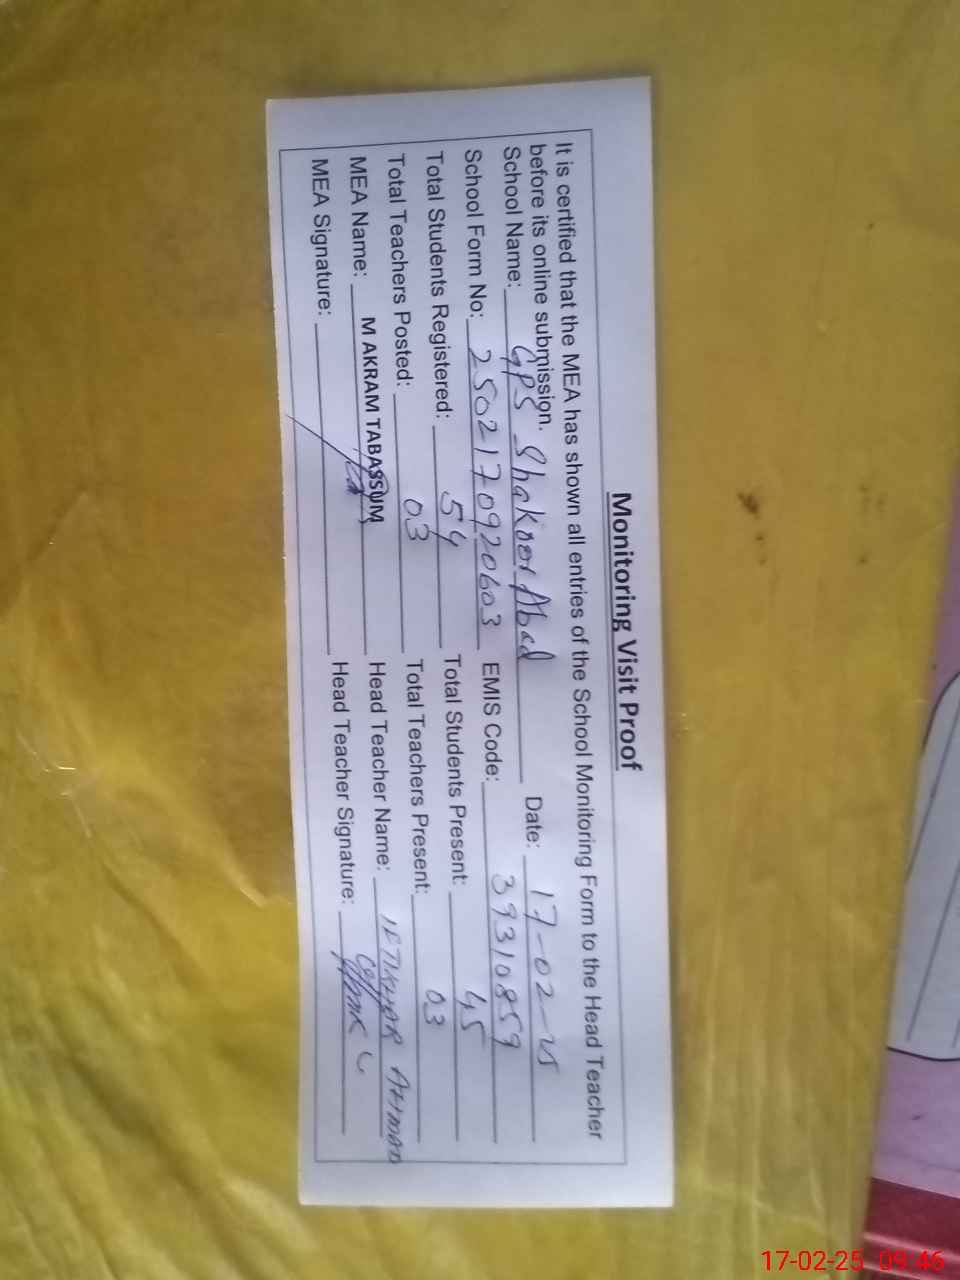 Monitoring Visit Proof
It is certified that the MEA has shown all entries of the School Monitoring Form to the Head Teacher
before its online submission.
School Name: GPS Shakoor Abad Date: 17-02-25
School Form No: 2502170920603 EMIS Code: 39310859
Total Students Registered: 54 Total Students Present: 45
Total Teachers Posted: 03 Total Teachers Present: 03
MEA Name: M AKRAM TABASSUM Head Teacher Name: IFTIKHAR AHMAD
MEA Signature: Head Teacher Signature:
17-02-25 09:46